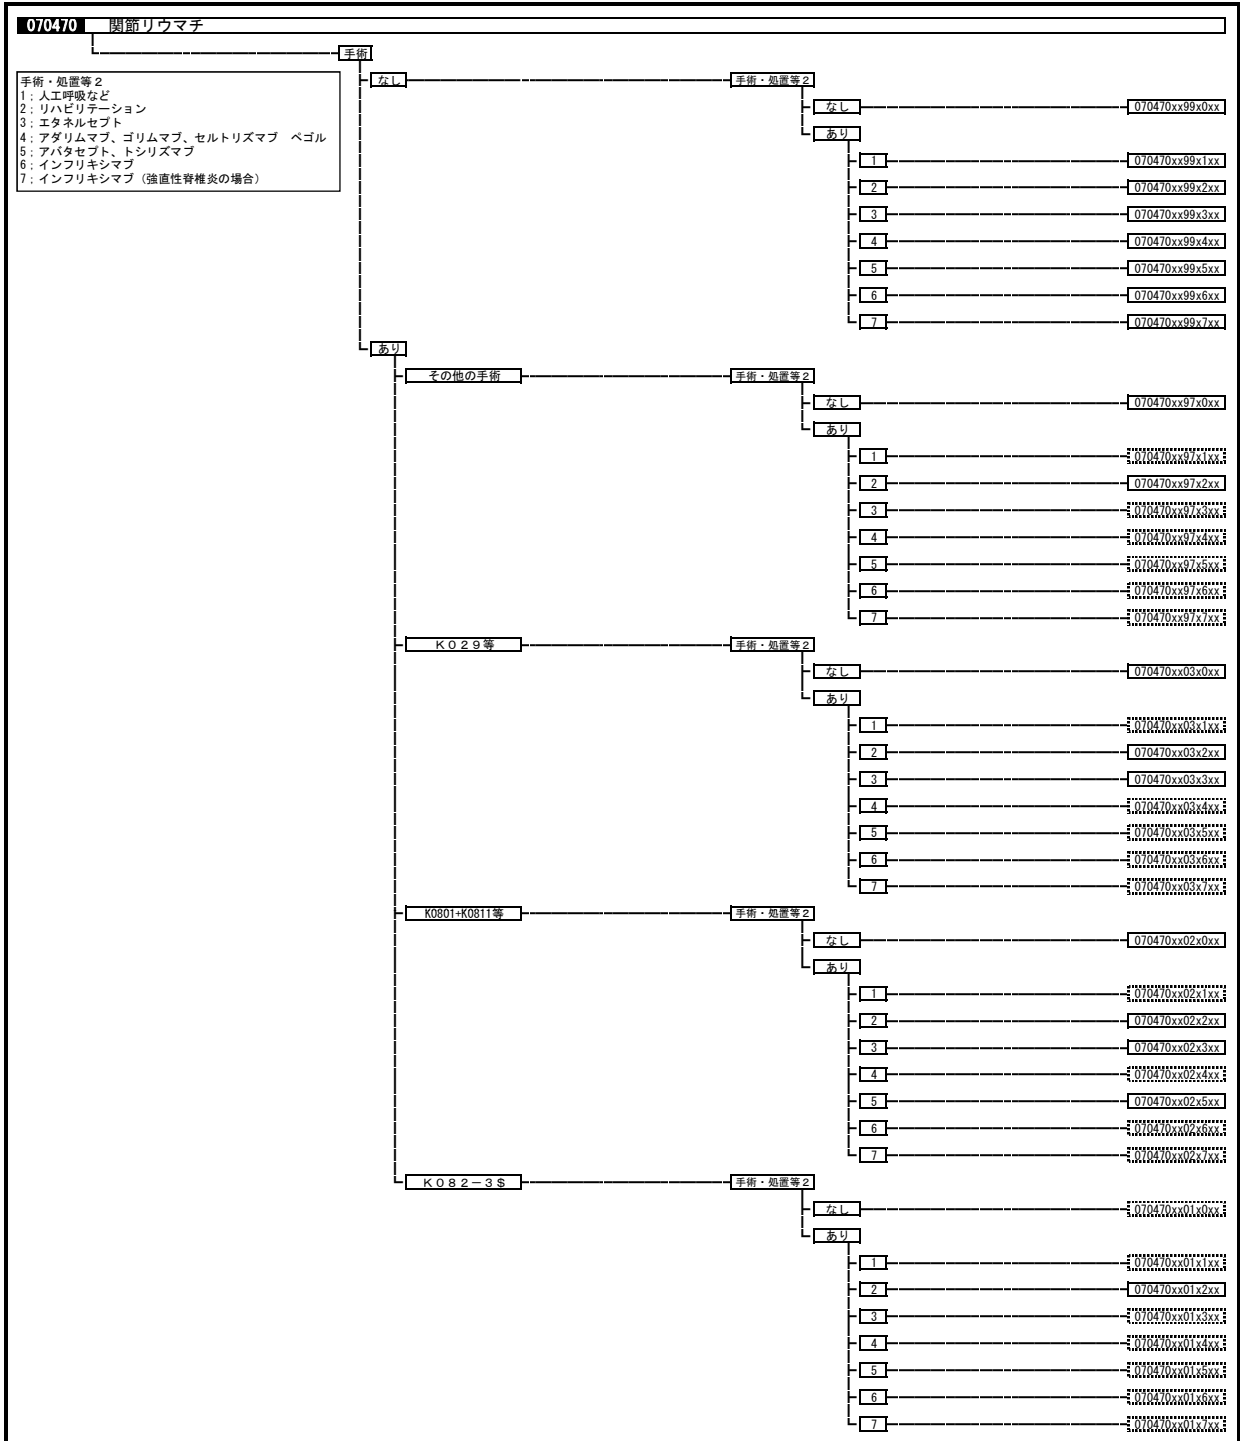 070470 関節リウマチ
手術
手術・処置等2
1；人工呼吸など
2；リハビリテーション
3；エタネルセプト
4；アダリムマブ、ゴリムマブ、セルトリズマブ　ペゴル
5；アバタセプト、トシリズマブ
6；インフリキシマブ
7；インフリキシマブ（強直性脊椎炎の場合）
なし 手術・処置等2
なし 070470xx99x0xx
あり
1 070470xx99x1xx
2 070470xx99x2xx
3 070470xx99x3xx
4 070470xx99x4xx
5 070470xx99x5xx
6 070470xx99x6xx
7 070470xx99x7xx
あり
その他の手術 手術・処置等2
なし 070470xx97x0xx
あり
1 070470xx97x1xx
2 070470xx97x2xx
3 070470xx97x3xx
4 070470xx97x4xx
5 070470xx97x5xx
6 070470xx97x6xx
7 070470xx97x7xx
Ｋ０２９等 手術・処置等2
なし 070470xx03x0xx
あり
1 070470xx03x1xx
2 070470xx03x2xx
3 070470xx03x3xx
4 070470xx03x4xx
5 070470xx03x5xx
6 070470xx03x6xx
7 070470xx03x7xx
K0801+K0811等 手術・処置等2
なし 070470xx02x0xx
あり
1 070470xx02x1xx
2 070470xx02x2xx
3 070470xx02x3xx
4 070470xx02x4xx
5 070470xx02x5xx
6 070470xx02x6xx
7 070470xx02x7xx
Ｋ０８２－３＄ 手術・処置等2
なし 070470xx01x0xx
あり
1 070470xx01x1xx
2 070470xx01x2xx
3 070470xx01x3xx
4 070470xx01x4xx
5 070470xx01x5xx
6 070470xx01x6xx
7 070470xx01x7xx